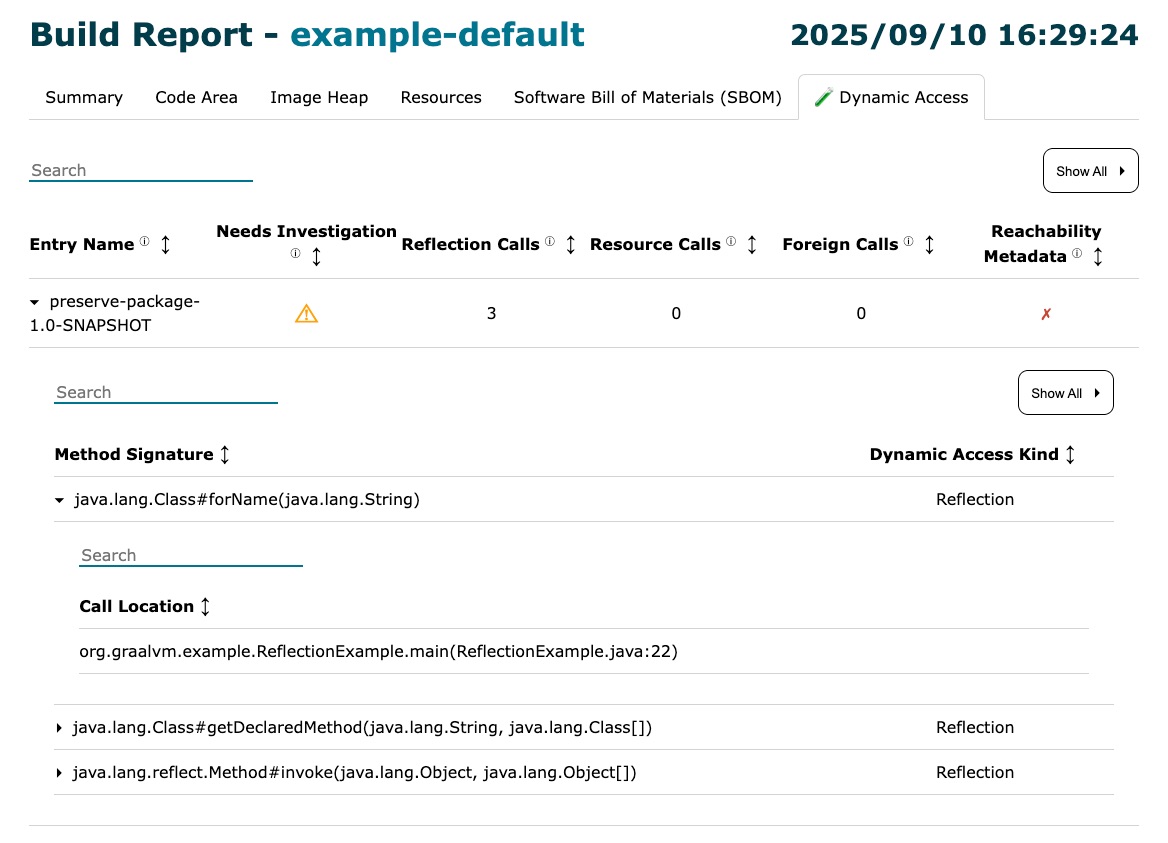 Build Report - example-default 2025/09/10 16:29:24
Summary Code Area Image Heap Resources Software Bill of Materials (SBOM) Dynamic Access
Search
Show All
Entry Name Needs Investigation Reflection Calls Resource Calls Foreign Calls Reachability Metadata
preserve-package-
1.0-SNAPSHOT 3 0 0 ✗
Search
Show All
Method Signature Dynamic Access Kind
java.lang.Class#forName(java.lang.String) Reflection
Search
Call Location
org.graalvm.example.ReflectionExample.main(ReflectionExample.java:22)
java.lang.Class#getDeclaredMethod(java.lang.String, java.lang.Class[]) Reflection
java.lang.reflect.Method#invoke(java.lang.Object, java.lang.Object[]) Reflection